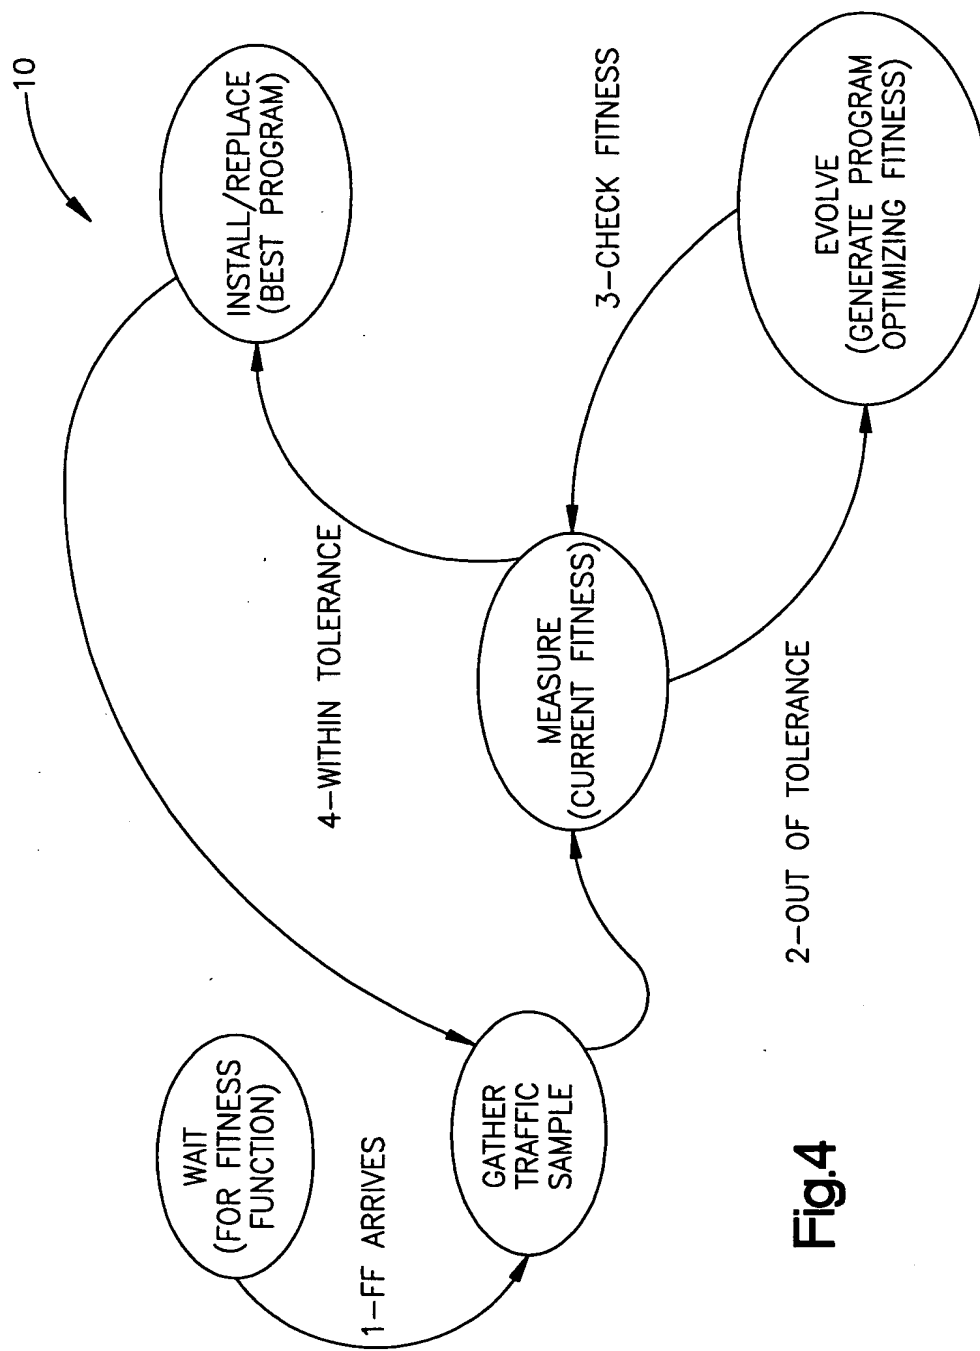 10
WAIT
(FOR FITNESS
FUNCTION)
INSTALL/REPLACE
(BEST PROGRAM)
1-FF ARRIVES
4-WITHIN TOLERANCE
GATHER
TRAFFIC
SAMPLE
MEASURE
(CURRENT FITNESS)
3-CHECK FITNESS
2-OUT OF TOLERANCE
EVOLVE
(GENERATE PROGRAM
OPTIMIZING FITNESS)
Fig.4